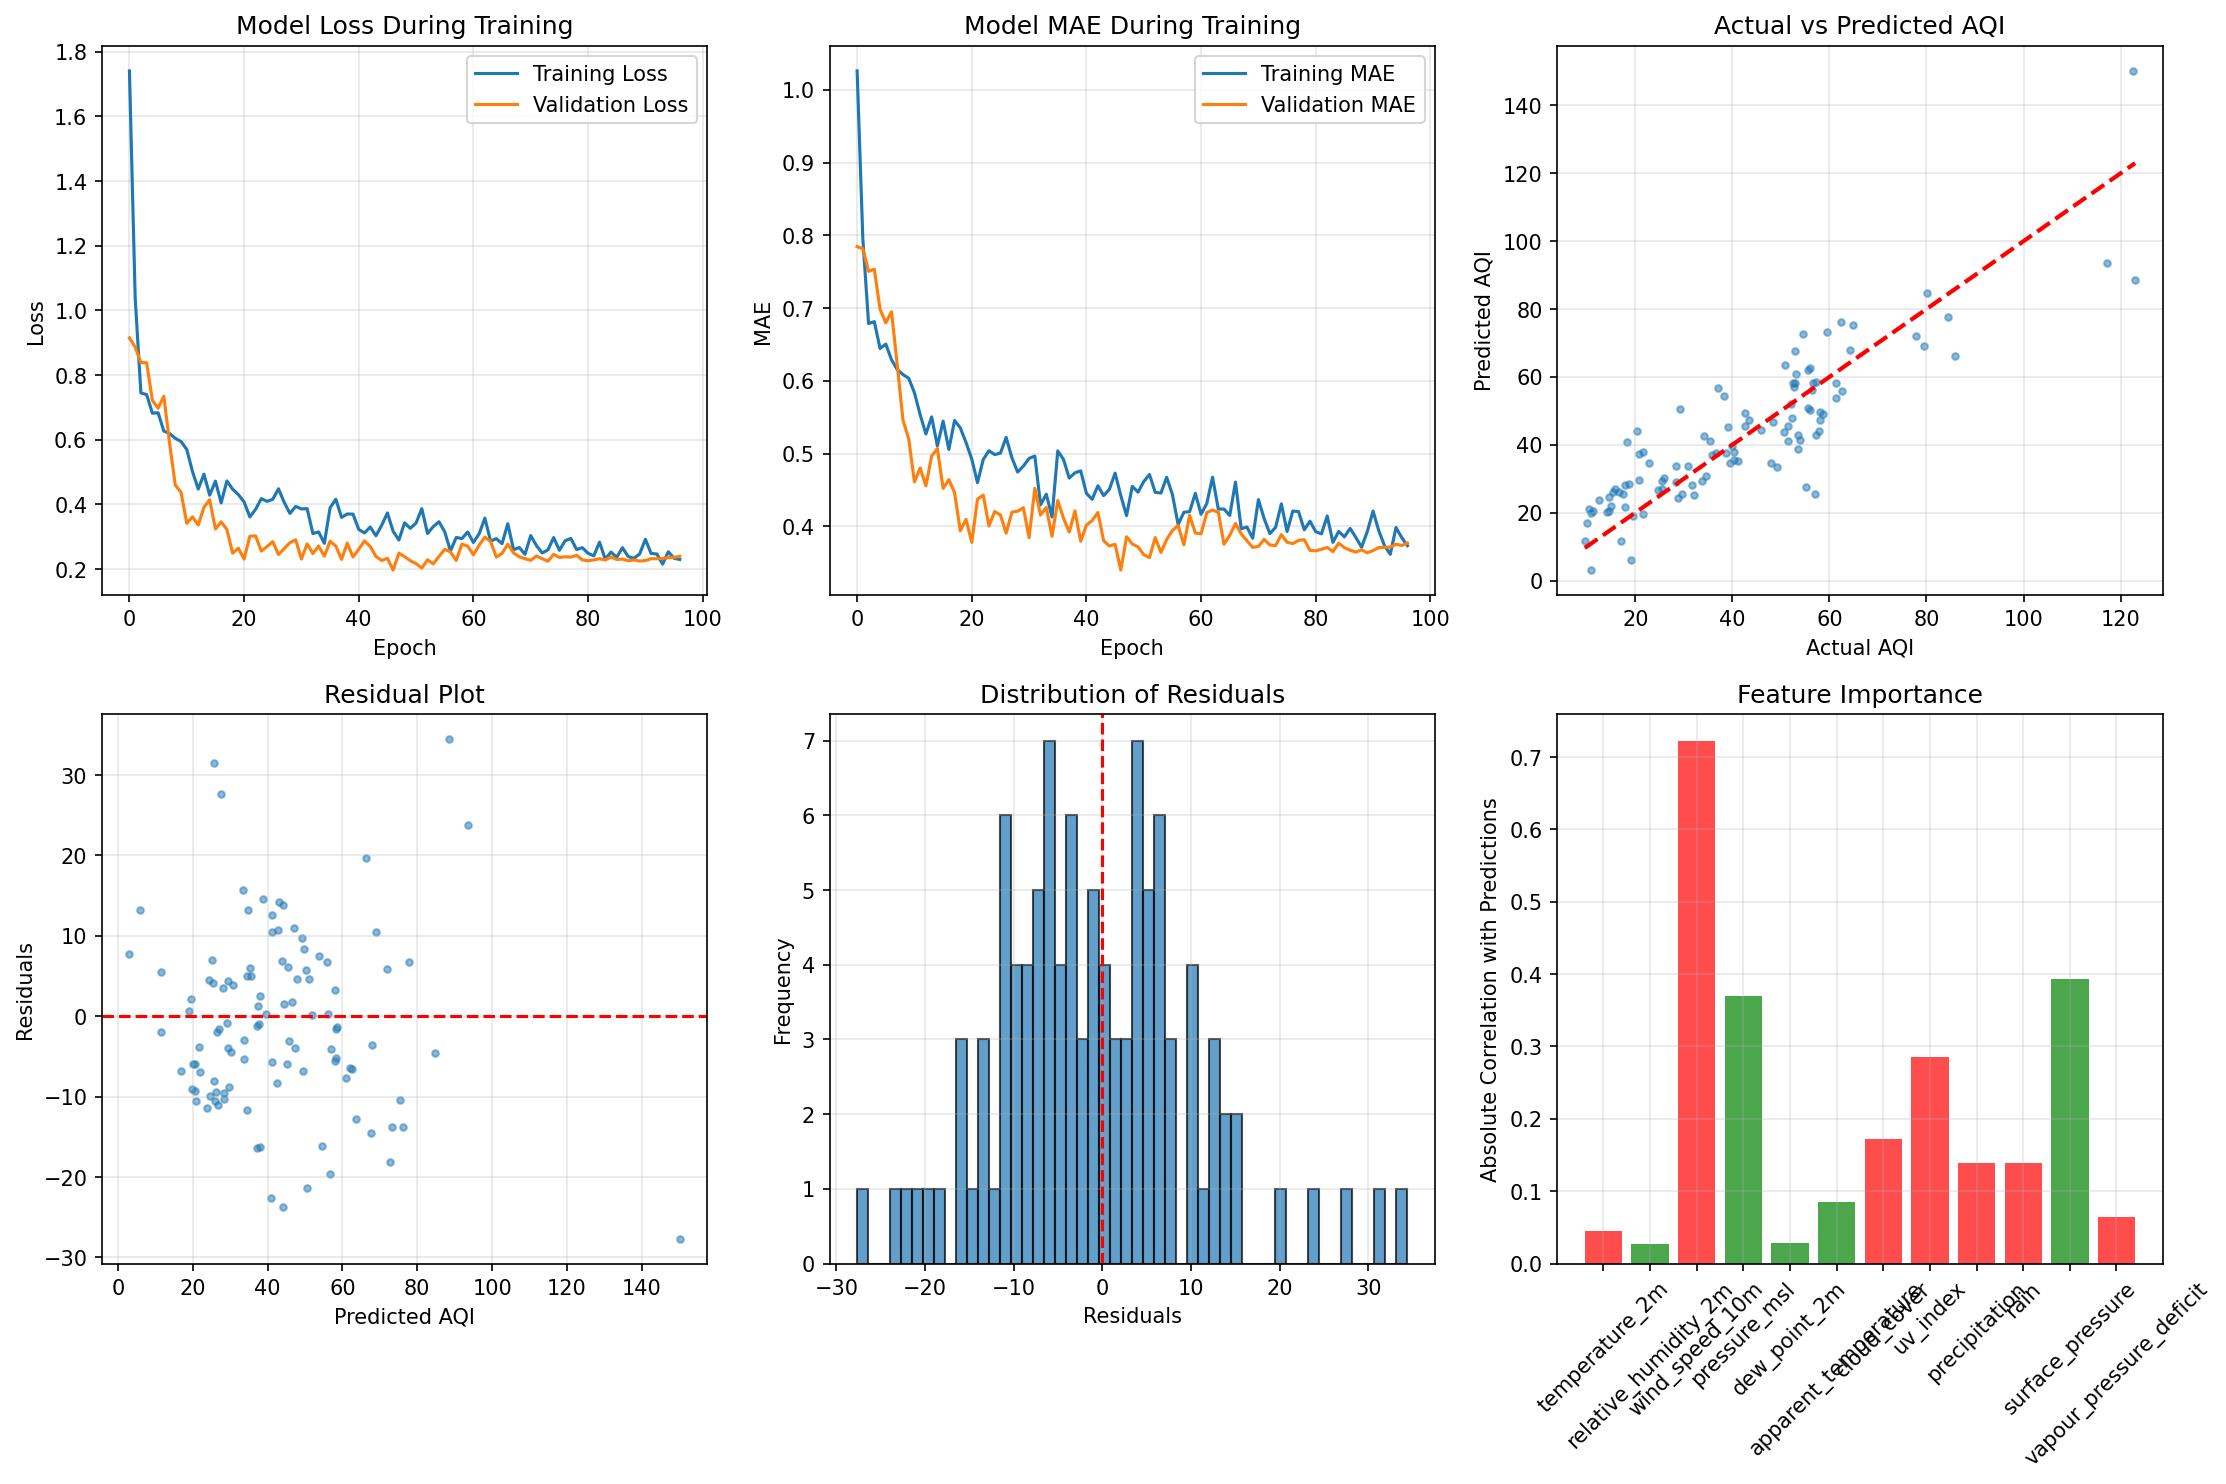 Model Loss During Training
1.8
1.6
1.4
1.2
1.0
0.8
0.6
0.4
0.2
Loss
Training Loss
Validation Loss
0 20 40 60 80 100
Epoch
Model MAE During Training
1.0
0.9
0.8
0.7
0.6
0.5
0.4
MAE
Training MAE
Validation MAE
0 20 40 60 80 100
Epoch
Actual vs Predicted AQI
140
120
100
80
60
40
20
0
Predicted AQI
20 40 60 80 100 120
Actual AQI
Residual Plot
30
20
10
0
−10
−20
−30
Residuals
0 20 40 60 80 100 120 140
Predicted AQI
Distribution of Residuals
7
6
5
4
3
2
1
0
Frequency
−30 −20 −10 0 10 20 30
Residuals
Feature Importance
0.7
0.6
0.5
0.4
0.3
0.2
0.1
0.0
Absolute Correlation with Predictions
temperature_2m
relative_humidity_2m
wind_speed_10m
pressure_msl
dew_point_2m
apparent_temperature
cloud_cover
uv_index
precipitation
rain
surface_pressure
vapour_pressure_deficit